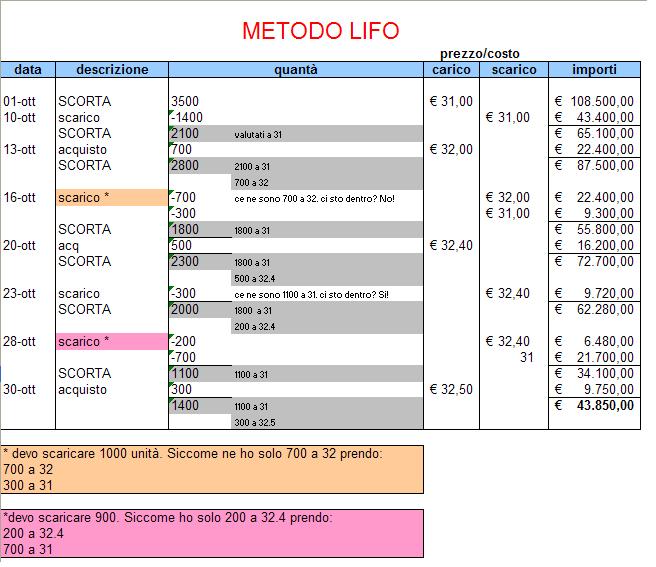 METODO LIFO
prezzo/costo
data descrizione quantà carico scarico importi
01-ott SCORTA 3500 € 31,00 € 108.500,00
10-ott scarico -1400 € 31,00 € 43.400,00
SCORTA 2100 valutati a 31 € 65.100,00
13-ott acquisto 700 € 32,00 € 22.400,00
SCORTA 2800 2100 a 31 € 87.500,00
700 a 32
16-ott scarico * -700 ce ne sono 700 a 32. ci sto dentro? No! € 32,00 € 22.400,00
-300 € 31,00 € 9.300,00
SCORTA 1800 1800 a 31 € 55.800,00
20-ott acq 500 € 32,40 € 16.200,00
SCORTA 2300 1800 a 31 € 72.700,00
500 a 32.4
23-ott scarico -300 ce ne sono 1100 a 31. ci sto dentro? Si! € 32,40 € 9.720,00
SCORTA 2000 1800 a 31 € 62.280,00
200 a 32.4
28-ott scarico * -200 € 32,40 € 6.480,00
-700 31 € 21.700,00
SCORTA 1100 1100 a 31 € 34.100,00
30-ott acquisto 300 € 32,50 € 9.750,00
1400 1100 a 31 € 43.850,00
300 a 32.5
* devo scaricare 1000 unità. Siccome ne ho solo 700 a 32 prendo:
700 a 32
300 a 31
*devo scaricare 900. Siccome ho solo 200 a 32.4 prendo:
200 a 32.4
700 a 31